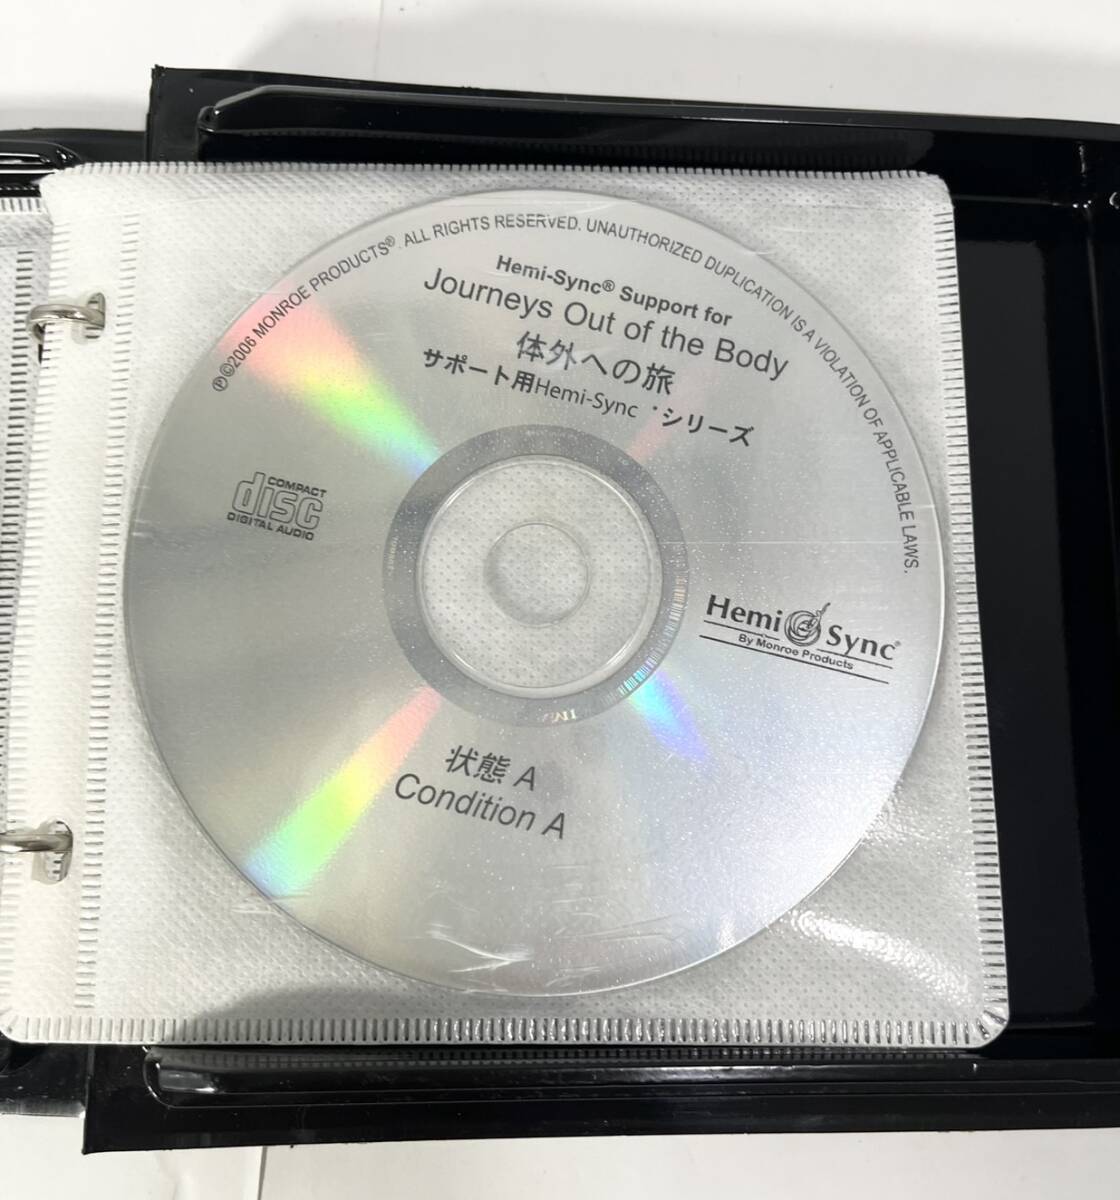 ℗©2006 MONROE PRODUCTS® ALL RIGHTS RESERVED. UNAUTHORIZED DUPLICATION IS A VIOLATION OF APPLICABLE LAWS.
Hemi-Sync® Support for
Journeys Out of the Body
体外への旅
サポート用Hemi-Sync ・シリーズ
COMPACT
disc
DIGITAL AUDIO
Hemi Sync®
By Monroe Products
状態 A
Condition A